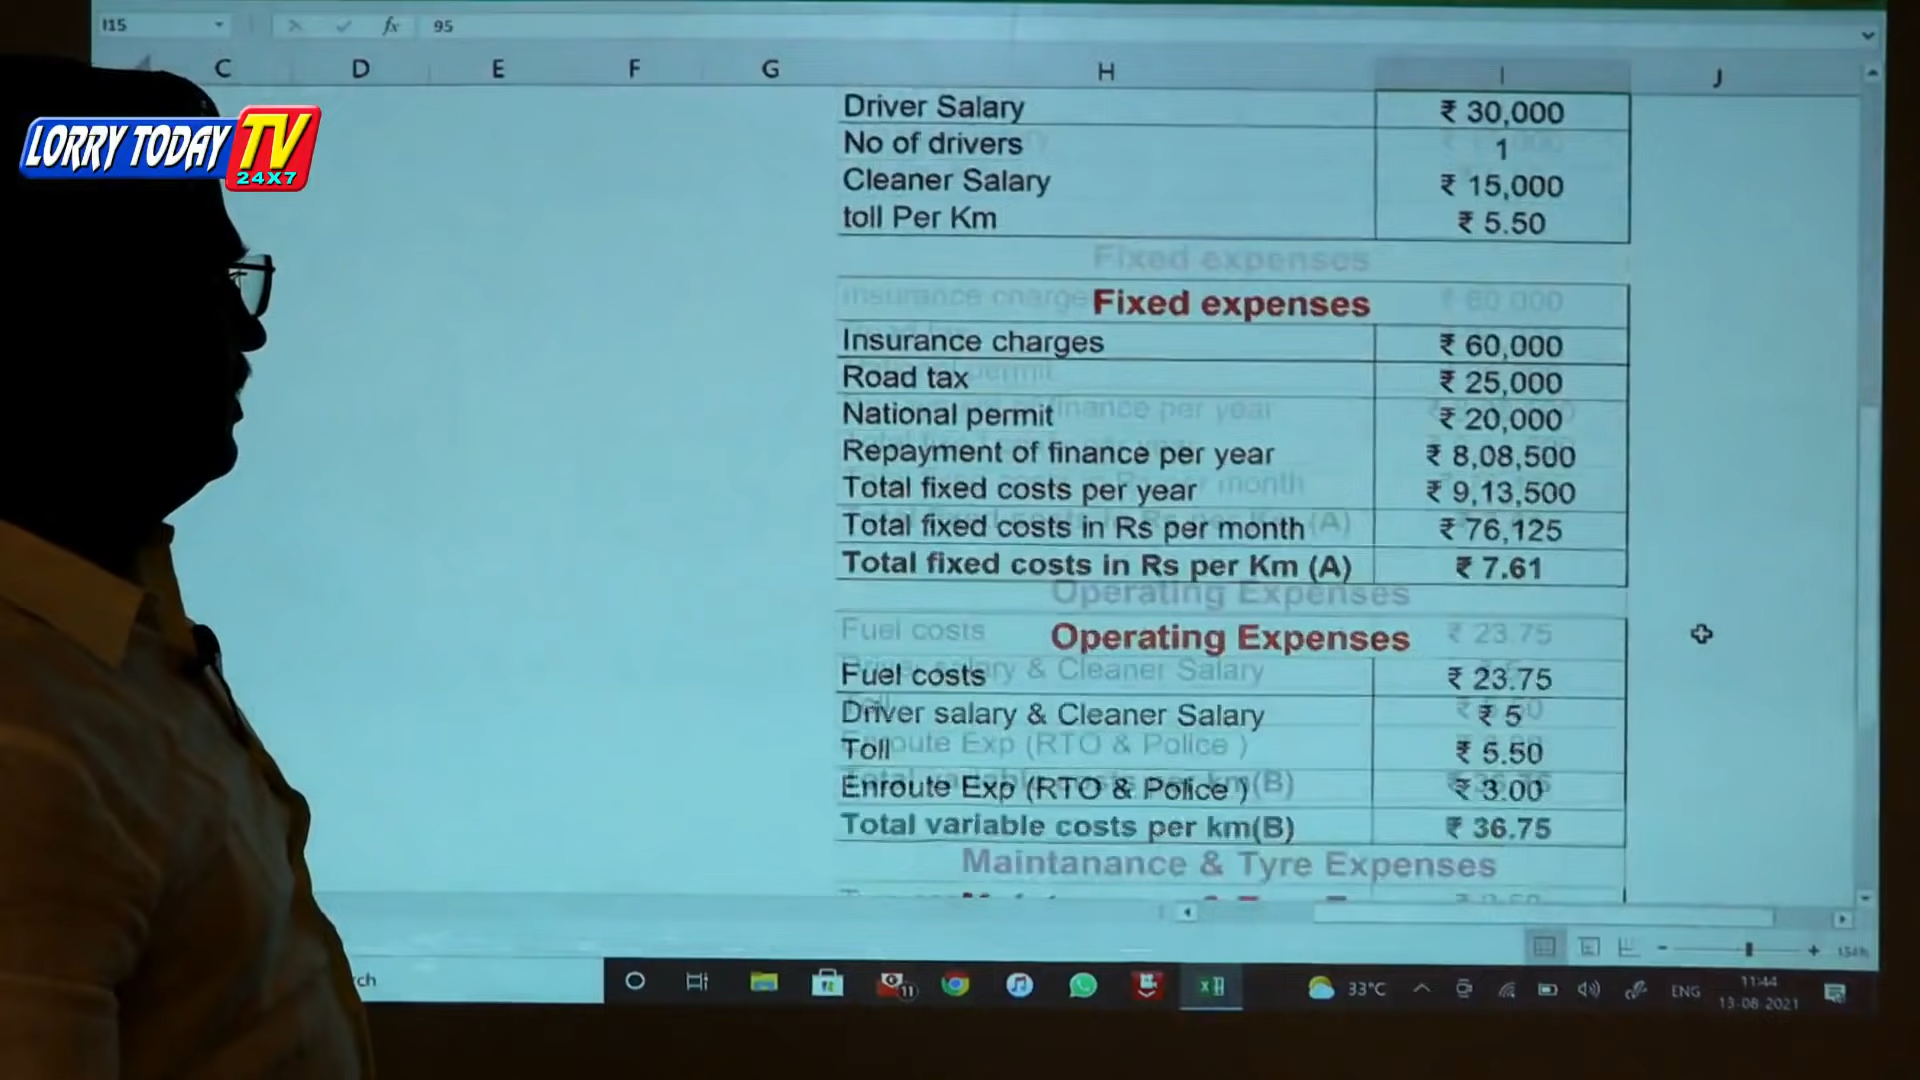 I15 fx 95
C D E F G H I J
LORRY TODAY TV
24X7
Driver Salary ₹ 30,000
No of drivers 1
Cleaner Salary ₹ 15,000
toll Per Km ₹ 5.50
Fixed expenses
Insurance charges ₹ 60,000
Road tax ₹ 25,000
National permit ₹ 20,000
Repayment of finance per year ₹ 8,08,500
Total fixed costs per year ₹ 9,13,500
Total fixed costs in Rs per month ₹ 76,125
Total fixed costs in Rs per Km (A) ₹ 7.61
Operating Expenses
Fuel costs ₹ 23.75
Driver salary & Cleaner Salary ₹ 5
Toll ₹ 5.50
Enroute Exp (RTO & Police ) ₹ 3.00
Total variable costs per km(B) ₹ 36.75
Maintanance & Tyre Expenses
rch 11 33°C ENG 11:44
13-08-2021